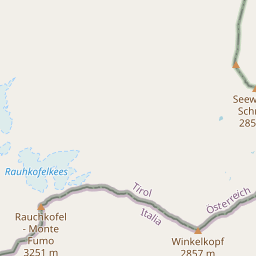 Seew
Schr
285
Rauhkofelkees
Tirol
Italia
Österreich
Rauchkofel
- Monte
Fumo
3251 m
Winkelkopf
2857 m